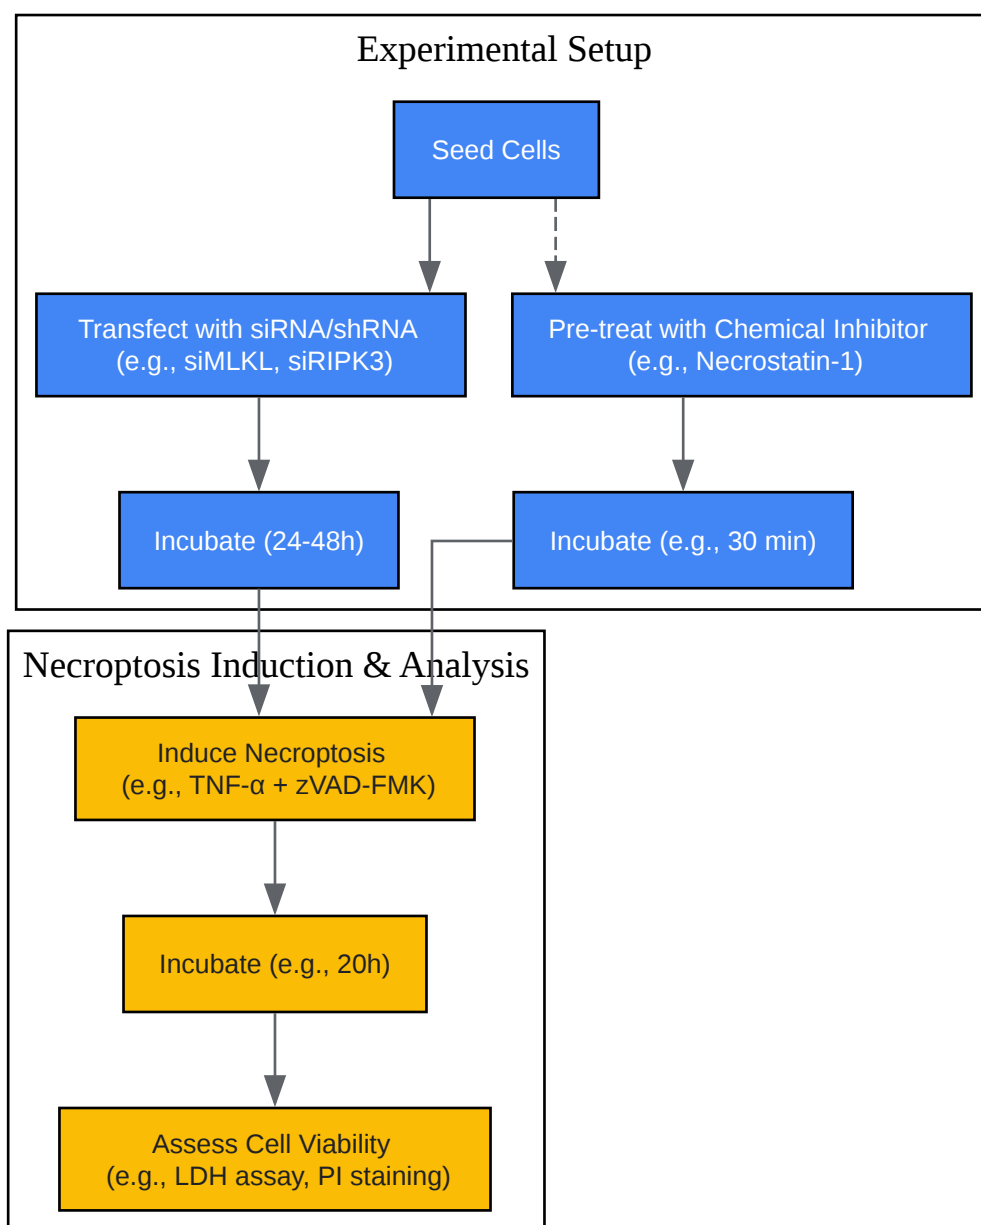 Experimental Setup
Seed Cells
Transfect with siRNA/shRNA
(e.g., siMLKL, siRIPK3)
Pre-treat with Chemical Inhibitor
(e.g., Necrostatin-1)
Incubate (24-48h)
Incubate (e.g., 30 min)
Necroptosis Induction & Analysis
Induce Necroptosis
(e.g., TNF-α + zVAD-FMK)
Incubate (e.g., 20h)
Assess Cell Viability
(e.g., LDH assay, PI staining)